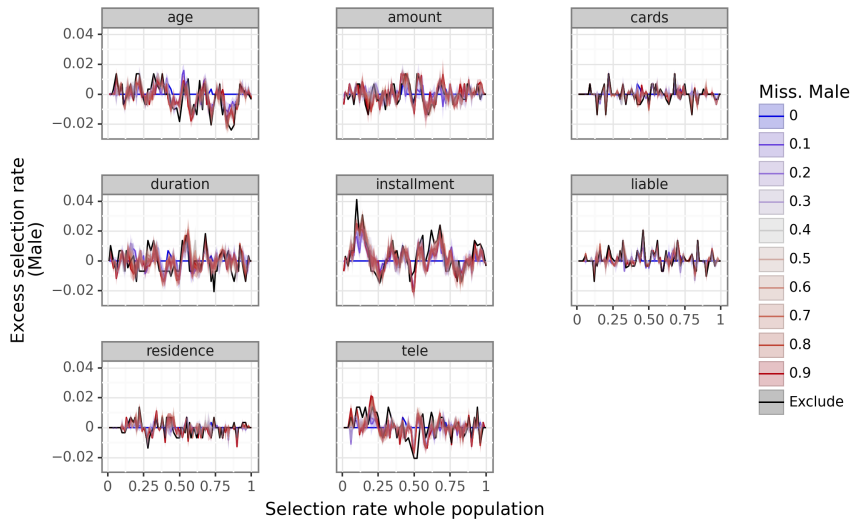 age amount cards
0.04
0.02
0
−0.02
duration installment liable
0.04
0.02
0
−0.02
0 0.25 0.50 0.75 1
residence tele
0.04
0.02
0
−0.02
0 0.25 0.50 0.75 1 0 0.25 0.50 0.75 1
Selection rate whole population
Excess selection rate
(Male)
Miss. Male
0
0.1
0.2
0.3
0.4
0.5
0.6
0.7
0.8
0.9
Exclude